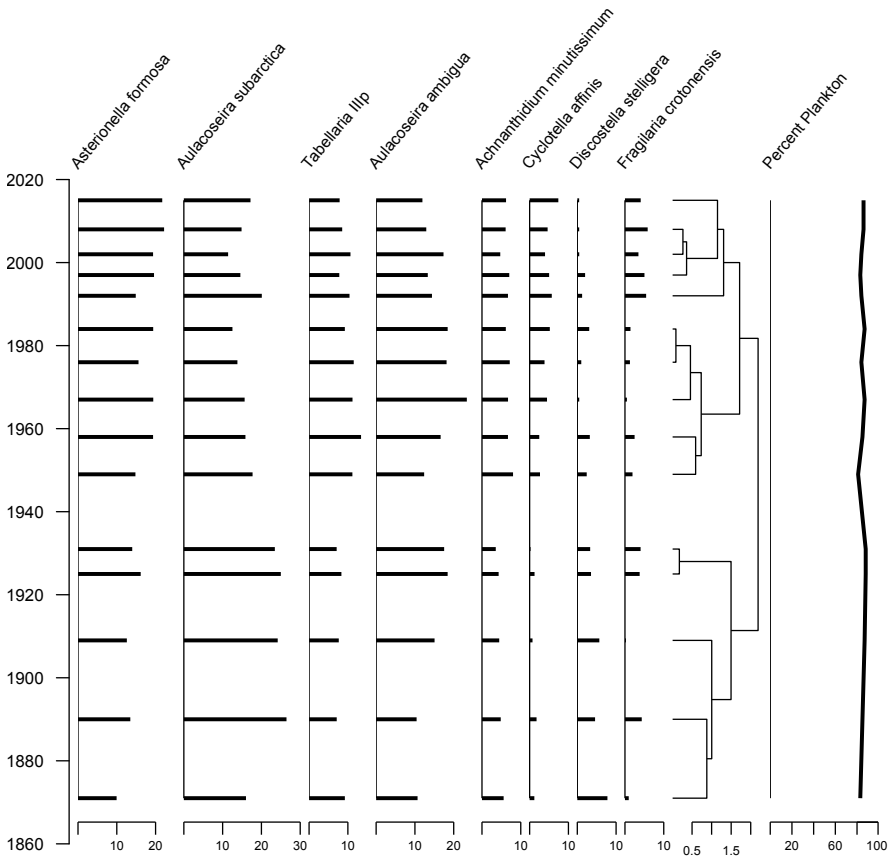 Asterionella formosa
Aulacoseira subarctica
Tabellaria IIIp
Aulacoseira ambigua
Achnanthidium minutissimum
Cyclotella affinis
Discostella stelligera
Fragilaria crotonensis
Percent Plankton
2020
2000
1980
1960
1940
1920
1900
1880
1860
10 20
10 20 30
10
10 20
10
10
10
10
0.5 1.5
20 60 100